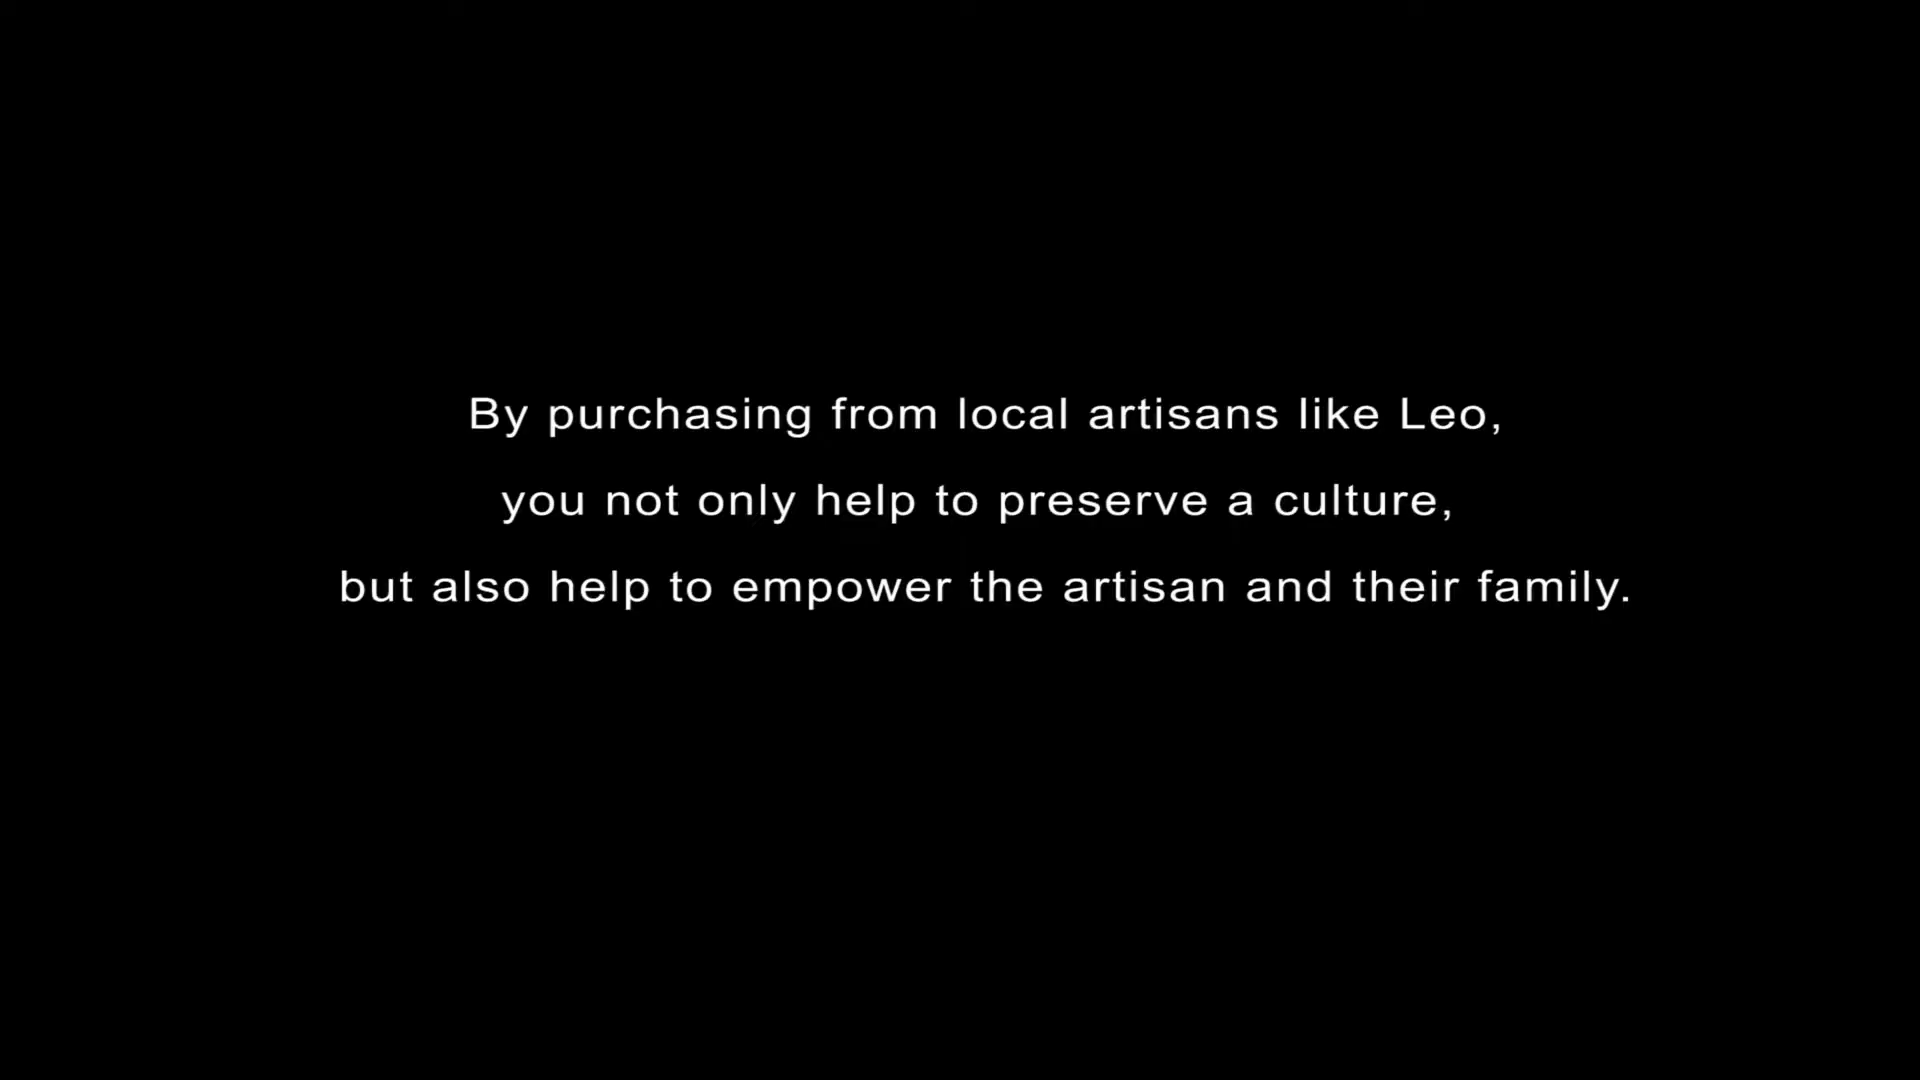 By purchasing from local artisans like Leo,
you not only help to preserve a culture,
but also help to empower the artisan and their family.